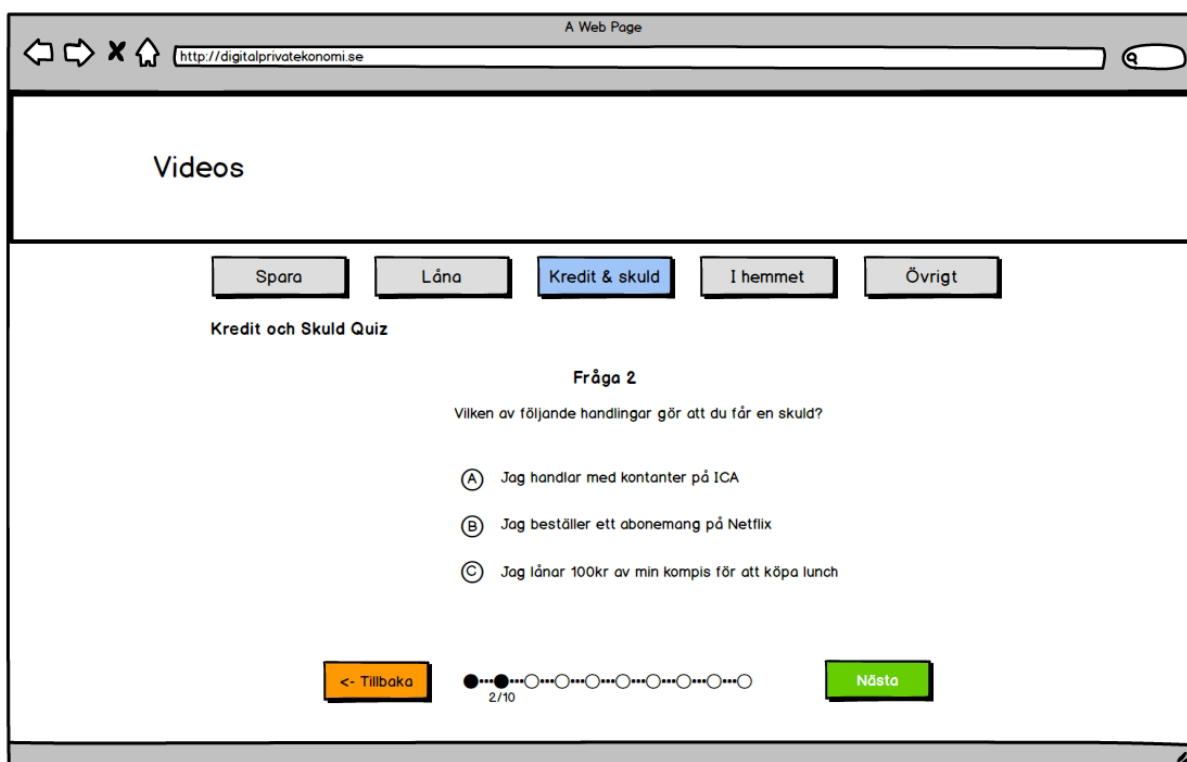 A Web Page
http://digitalprivatekonomi.se
Videos
Spara
Låna
Kredit & skuld
I hemmet
Övrigt
Kredit och Skuld Quiz
Fråga 2
Vilken av följande handlingar gör att du får en skuld?
A Jag handlar med kontanter på ICA
B Jag beställer ett abonemang på Netflix
C Jag lånar 100kr av min kompis för att köpa lunch
<- Tillbaka
2/10
Nästa